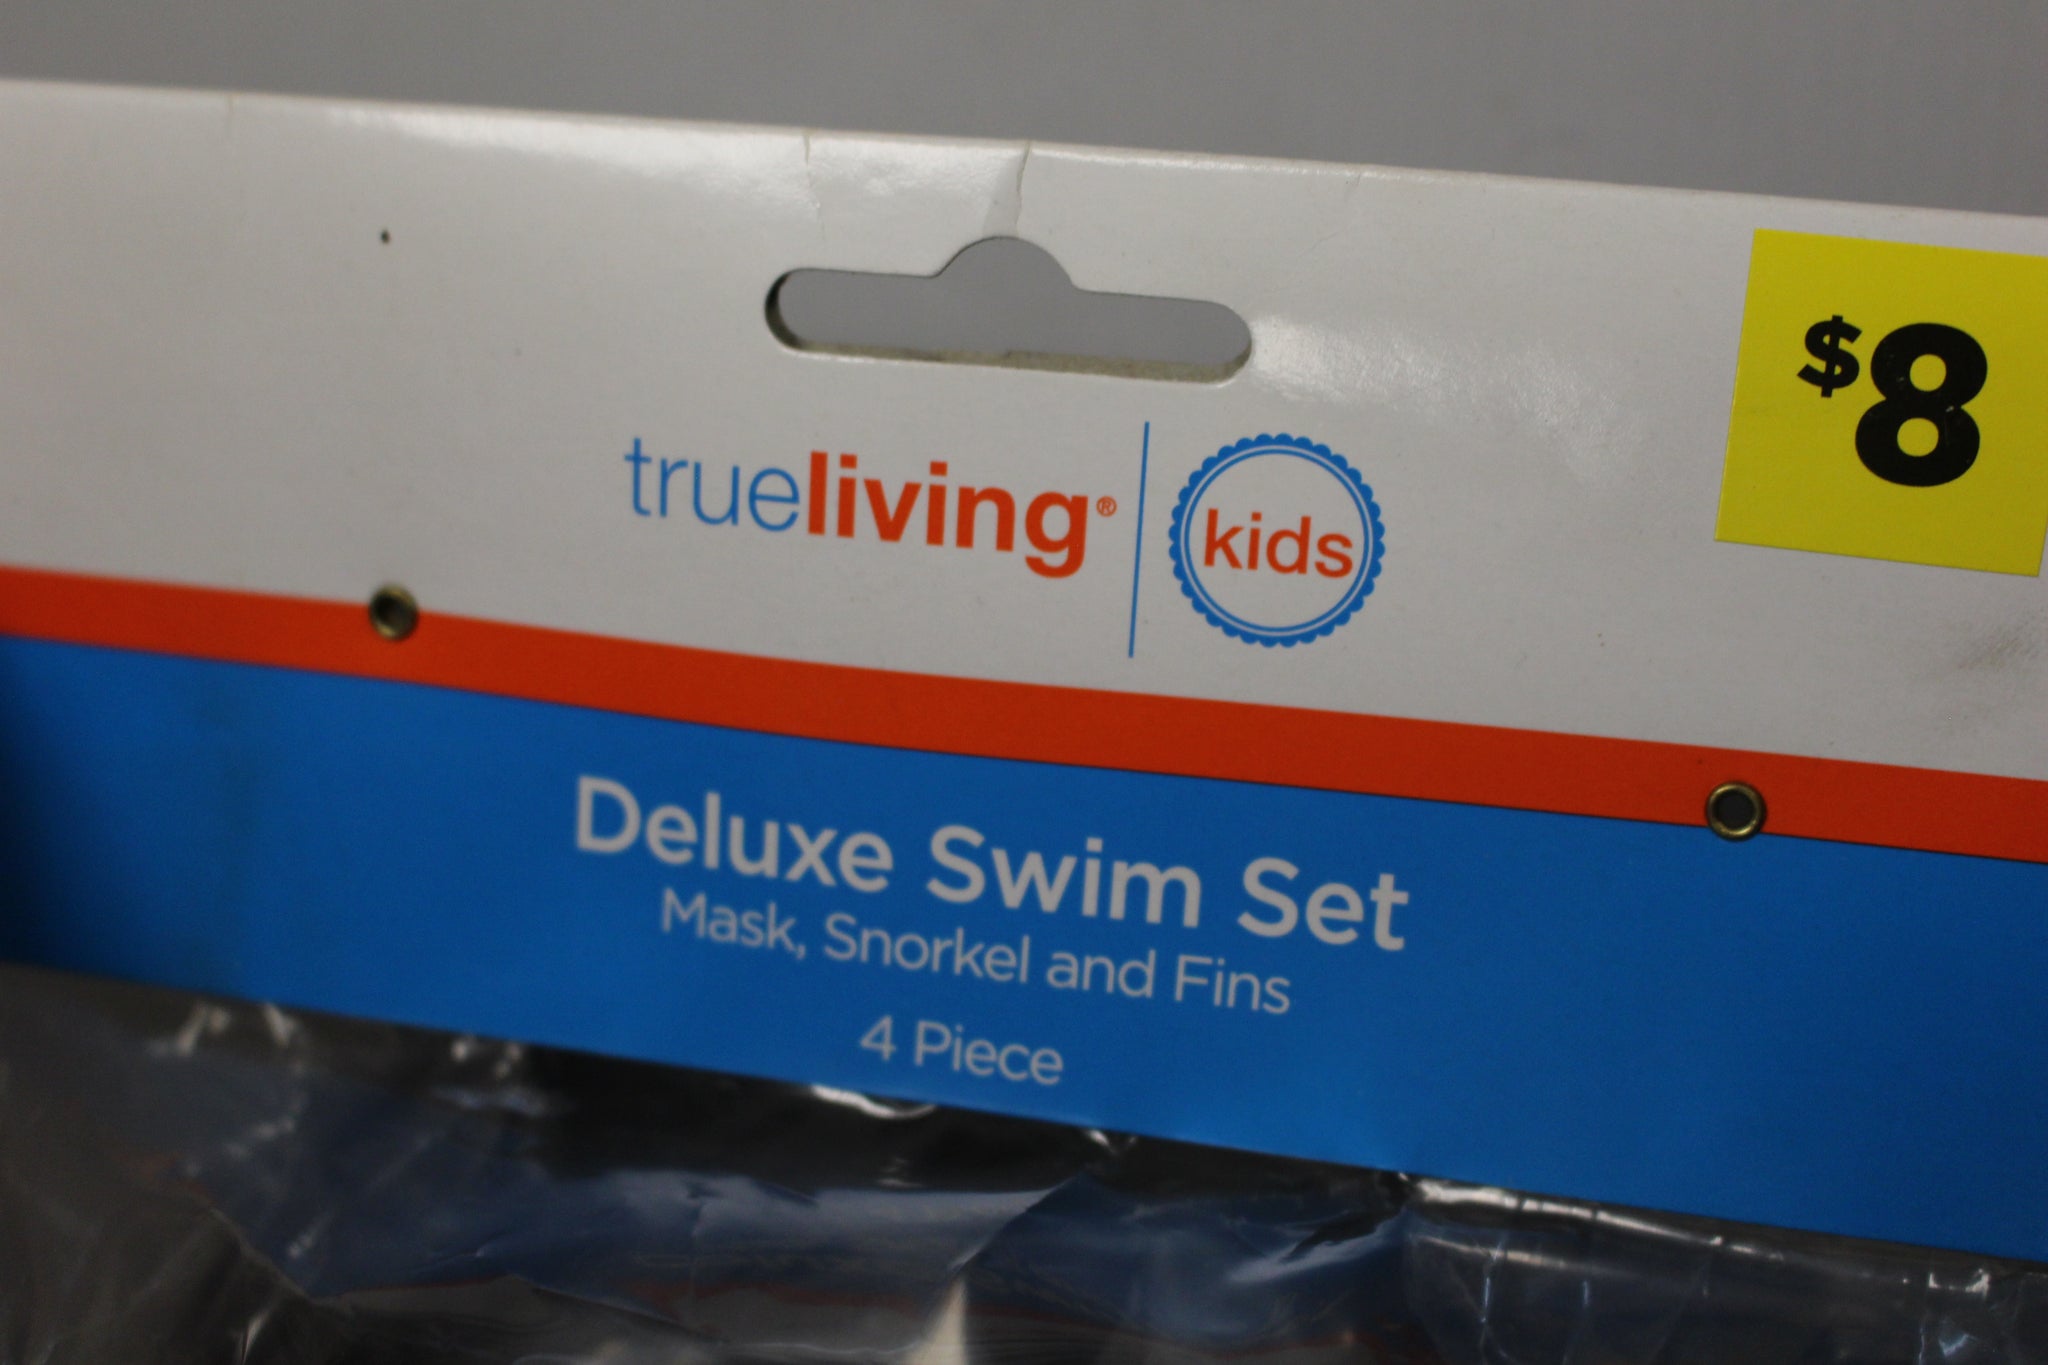 $8
trueliving® kids
Deluxe Swim Set
Mask, Snorkel and Fins
4 Piece